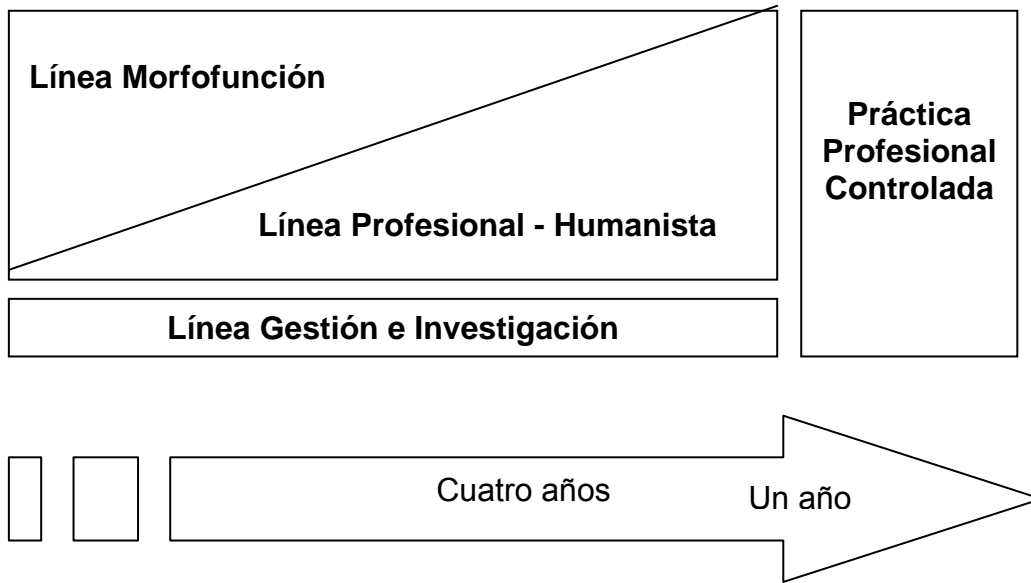 Línea Morfofunción
Línea Profesional - Humanista
Línea Gestión e Investigación
Práctica
Profesional
Controlada
Cuatro años
Un año